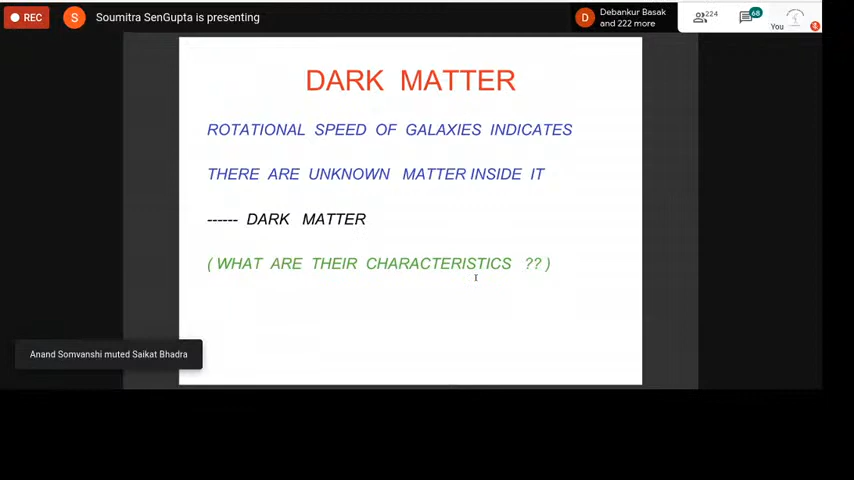 REC
S
Soumitra SenGupta is presenting
D
Debankur Basak
and 222 more
224
68
You
DARK MATTER
ROTATIONAL SPEED OF GALAXIES INDICATES
THERE ARE UNKNOWN MATTER INSIDE IT
------ DARK MATTER
( WHAT ARE THEIR CHARACTERISTICS ?? )
Anand Somvanshi muted Saikat Bhadra